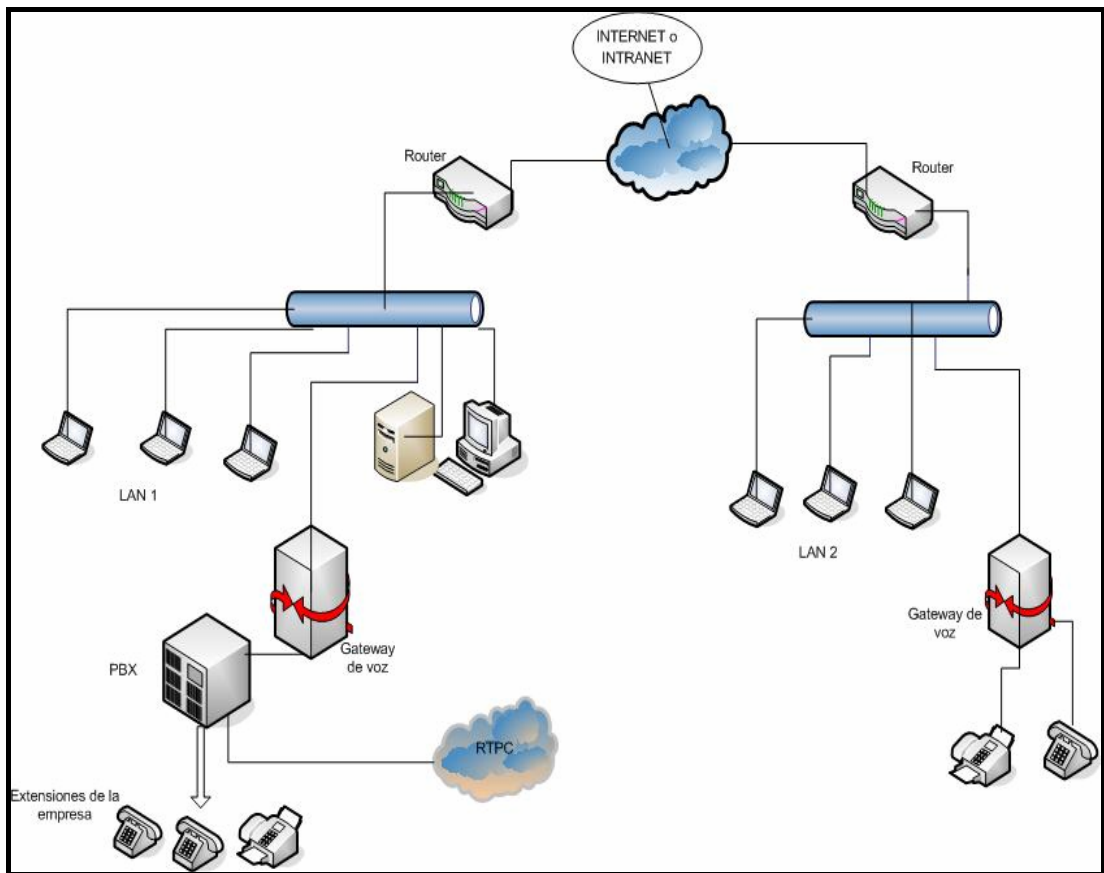 INTERNET o
INTRANET
Router
Router
LAN 1
LAN 2
Gateway de
voz
Gateway
de voz
PBX
RTPC
Extensiones de la
empresa